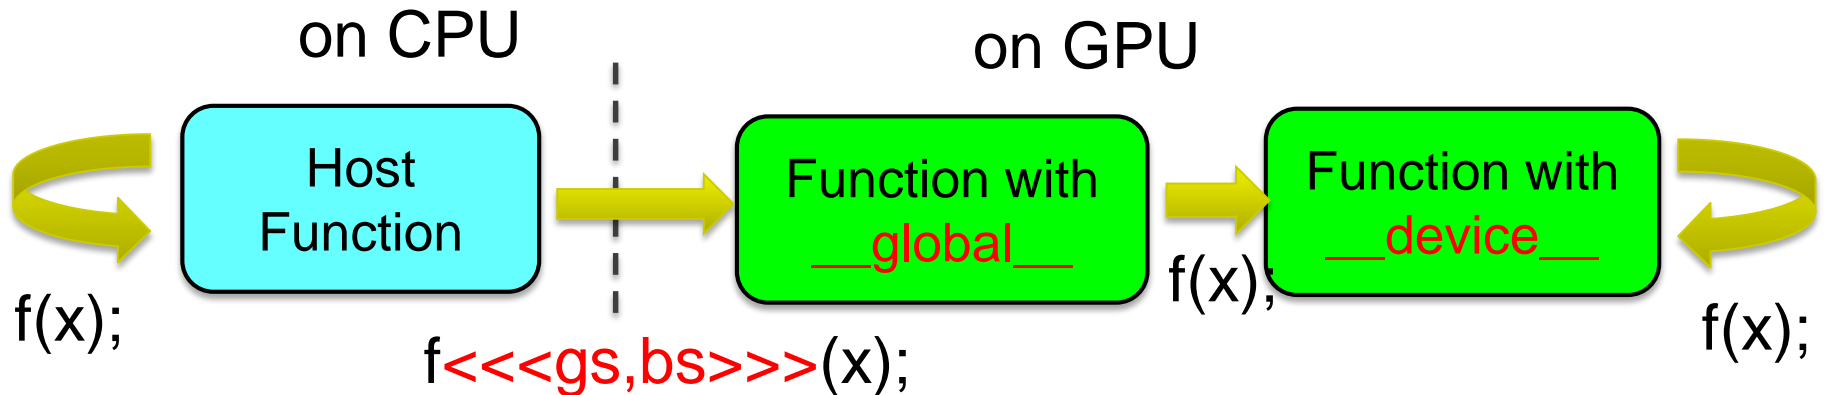 on CPU
on GPU
Host
Function
Function with
__global__
Function with
__device__
f(x);
f<<<gs,bs>>>(x);
f(x);
f(x);